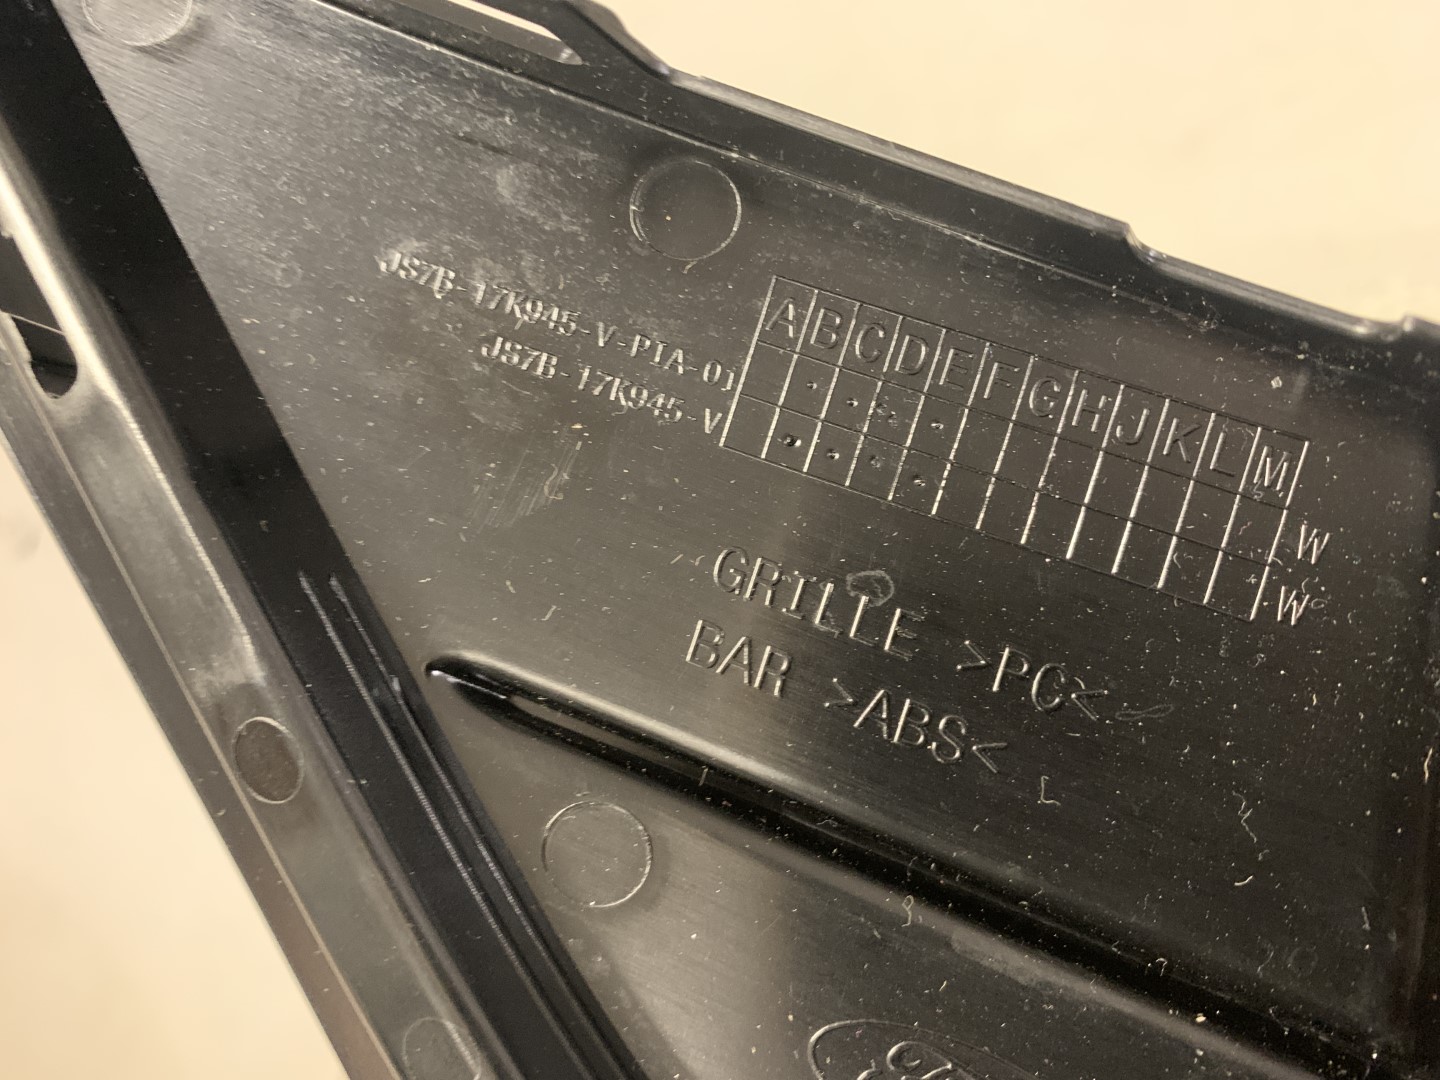 JS7B-17K945-V-PIA-01
JS7B-17K945-V
A B C D E F G H J K L M
W
W
GRILLE >PC<
BAR >ABS<